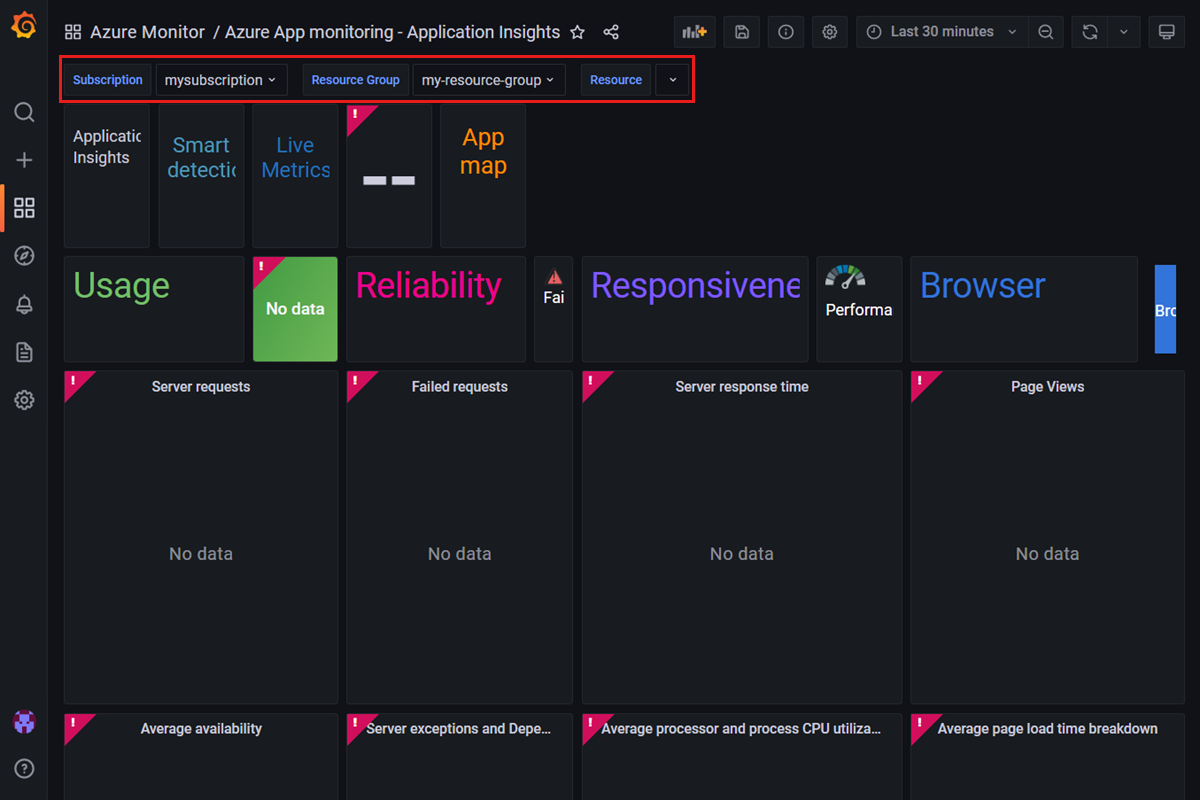 Azure Monitor / Azure App monitoring - Application Insights
Last 30 minutes
Subscription mysubscription Resource Group my-resource-group Resource
Applicatic
Insights
Smart
detectic
Live
Metrics
!
App
map
Usage
!
No data
Reliability
Fai
Responsivene
Performa
Browser
Brc
! Server requests
! Failed requests
! Server response time
! Page Views
No data
No data
No data
No data
! Average availability
! Server exceptions and Depe...
! Average processor and process CPU utiliza...
! Average page load time breakdown